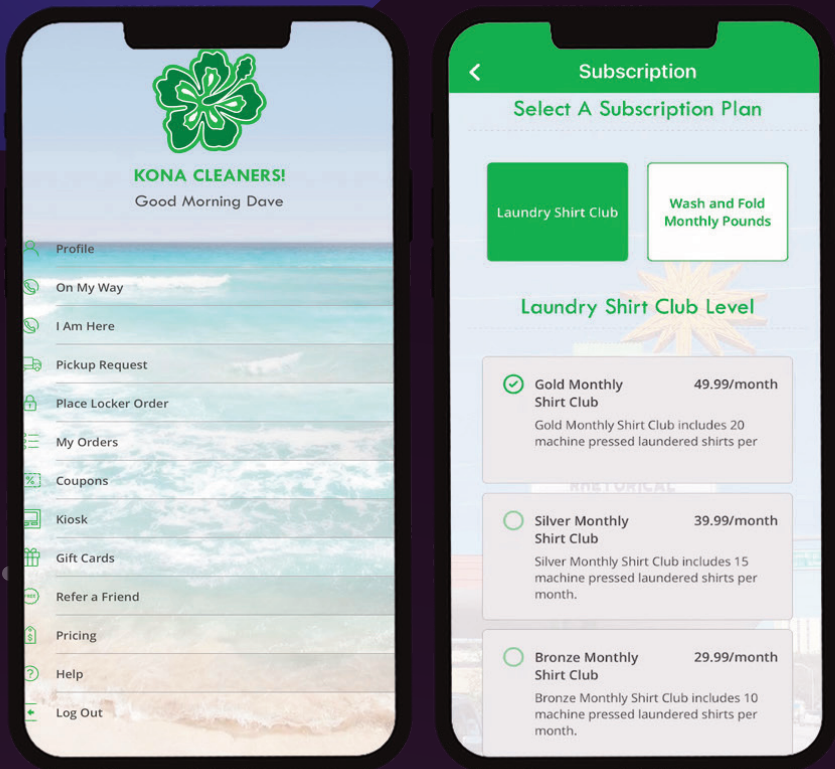 KONA CLEANERS!
Good Morning Dave
Profile
On My Way
I Am Here
Pickup Request
Place Locker Order
My Orders
Coupons
Kiosk
Gift Cards
Refer a Friend
Pricing
Help
Log Out
Subscription
Select A Subscription Plan
Laundry Shirt Club
Wash and Fold
Monthly Pounds
Laundry Shirt Club Level
Gold Monthly 49.99/month
Shirt Club
Gold Monthly Shirt Club includes 20
machine pressed laundered shirts per
RHETORICAL
Silver Monthly 39.99/month
Shirt Club
Silver Monthly Shirt Club includes 15
machine pressed laundered shirts per
month.
Bronze Monthly 29.99/month
Shirt Club
Bronze Monthly Shirt Club includes 10
machine pressed laundered shirts per
month.